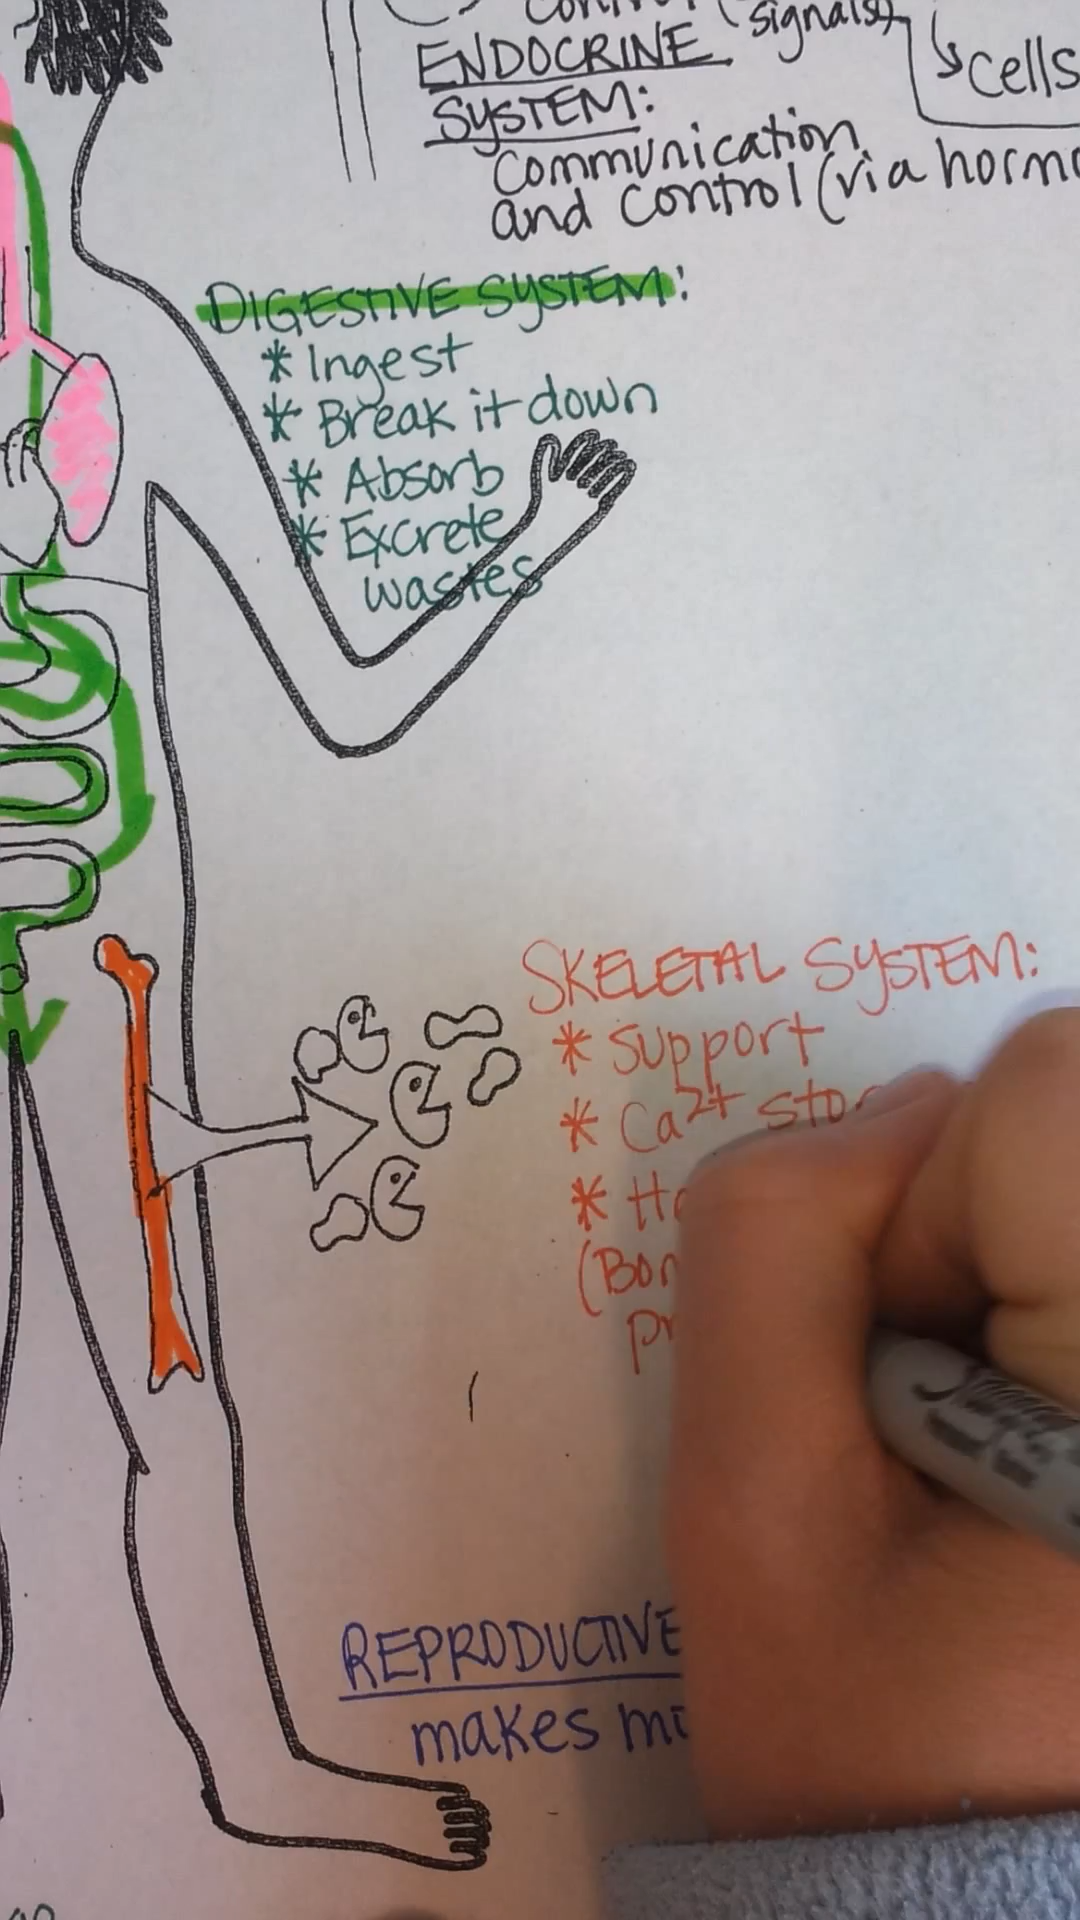 (signals)
ENDOCRINE
cells
SYSTEM:
communication
and control (via
DIGESTIVE SYSTEM:
* Ingest
* Break it down
* Absorb
* Excrete
wastes
SKELETAL SYSTEM:
* support
* Ca2+
*
REPRODUCTIVE
makes